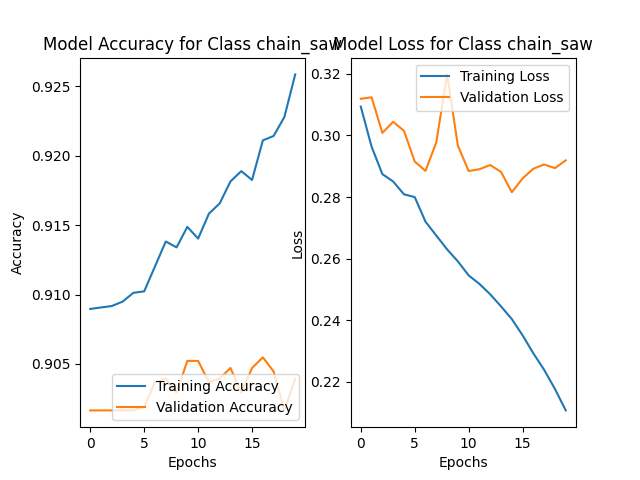 Model Accuracy for Class chain_saw
Accuracy
0.925
0.920
0.915
0.910
0.905
Training Accuracy
Validation Accuracy
0 5 10 15
Epochs
Model Loss for Class chain_saw
Loss
0.32
0.30
0.28
0.26
0.24
0.22
Training Loss
Validation Loss
0 5 10 15
Epochs